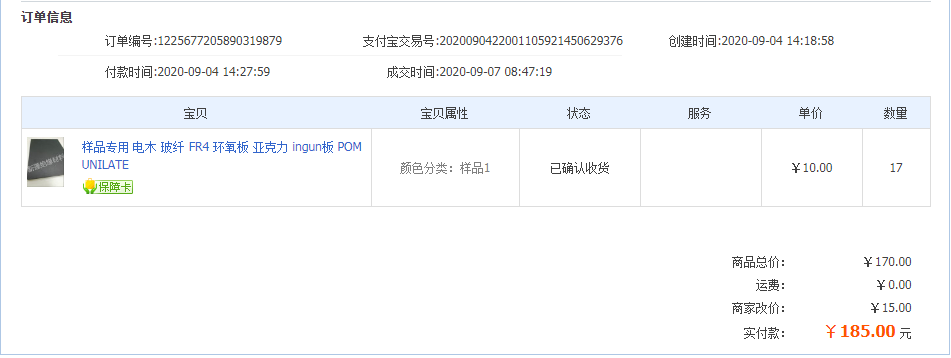 订单信息
订单编号:1225677205890319879 支付宝交易号:2020090422001105921450629376 创建时间:2020-09-04 14:18:58
付款时间:2020-09-04 14:27:59 成交时间:2020-09-07 08:47:19
宝贝 宝贝属性 状态 服务 单价 数量
样品专用 电木 玻纤 FR4 环氧板 亚克力 ingun板 POM
UNILATE
保障卡
颜色分类：样品1 已确认收货 ￥10.00 17
商品总价： ￥170.00
运费： ￥0.00
商家改价： ￥15.00
实付款： ￥185.00 元